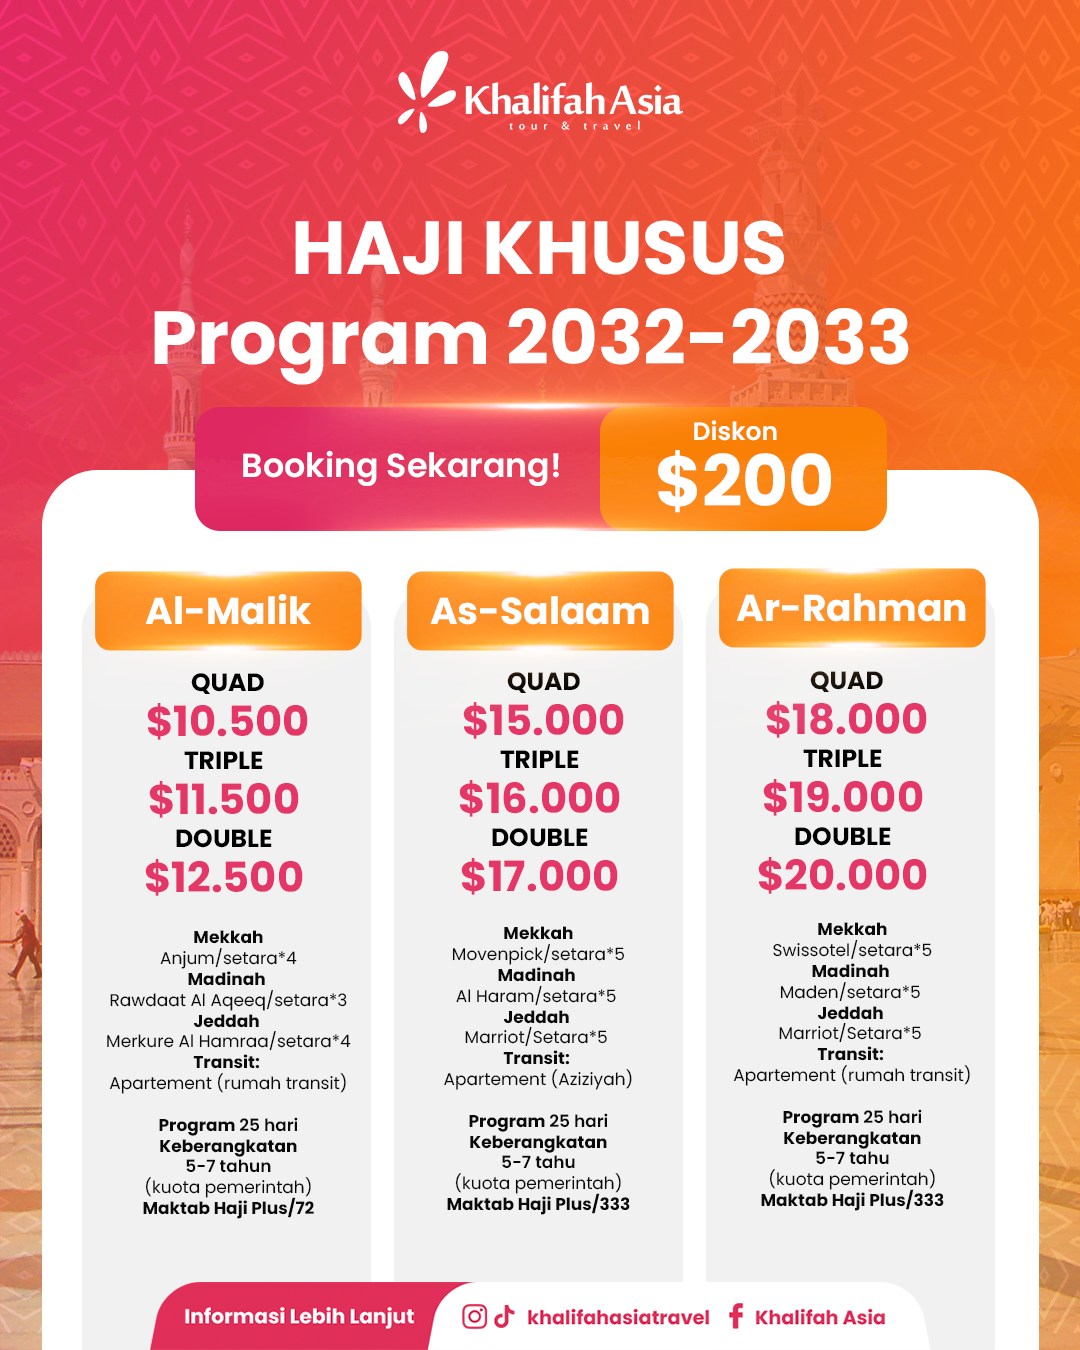 Khalifah Asia
tour & travel
HAJI KHUSUS
Program 2032-2033
Booking Sekarang!
Diskon
$200
Al-Malik
QUAD
$10.500
TRIPLE
$11.500
DOUBLE
$12.500
Mekkah
Anjum/setara*4
Madinah
Rawdaat Al Aqeeq/setara*3
Jeddah
Merkure Al Hamraa/setara*4
Transit:
Apartement (rumah transit)
Program 25 hari
Keberangkatan
5-7 tahun
(kuota pemerintah)
Maktab Haji Plus/72
As-Salaam
QUAD
$15.000
TRIPLE
$16.000
DOUBLE
$17.000
Mekkah
Movenpick/setara*5
Madinah
Al Haram/setara*5
Jeddah
Marriot/Setara*5
Transit:
Apartement (Aziziyah)
Program 25 hari
Keberangkatan
5-7 tahu
(kuota pemerintah)
Maktab Haji Plus/333
Ar-Rahman
QUAD
$18.000
TRIPLE
$19.000
DOUBLE
$20.000
Mekkah
Swissotel/setara*5
Madinah
Maden/setara*5
Jeddah
Marriot/Setara*5
Transit:
Apartement (rumah transit)
Program 25 hari
Keberangkatan
5-7 tahu
(kuota pemerintah)
Maktab Haji Plus/333
Informasi Lebih Lanjut
khalifahasiatravel
Khalifah Asia